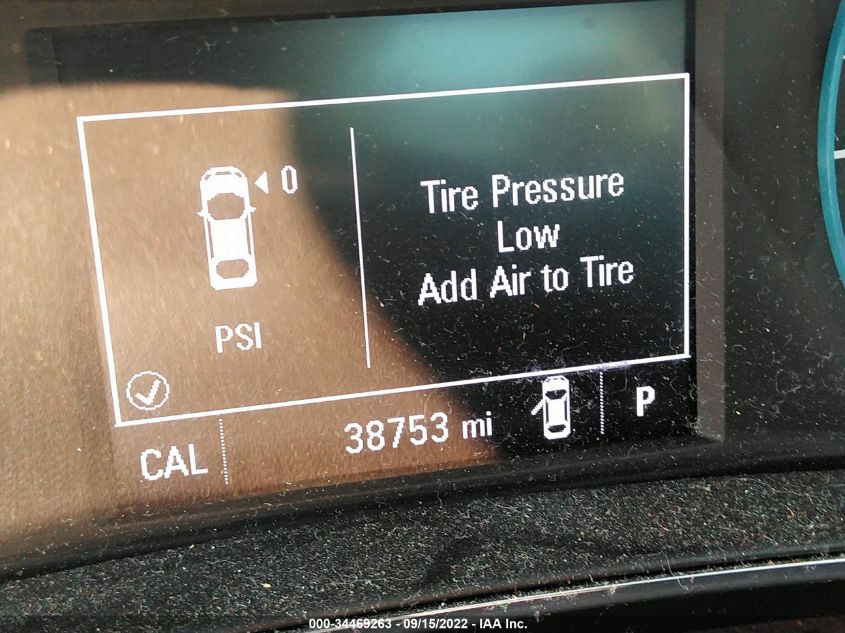 0
PSI
Tire Pressure
Low
Add Air to Tire
CAL
38753 mi
P
000-34469263 - 09/15/2022 - IAA Inc.